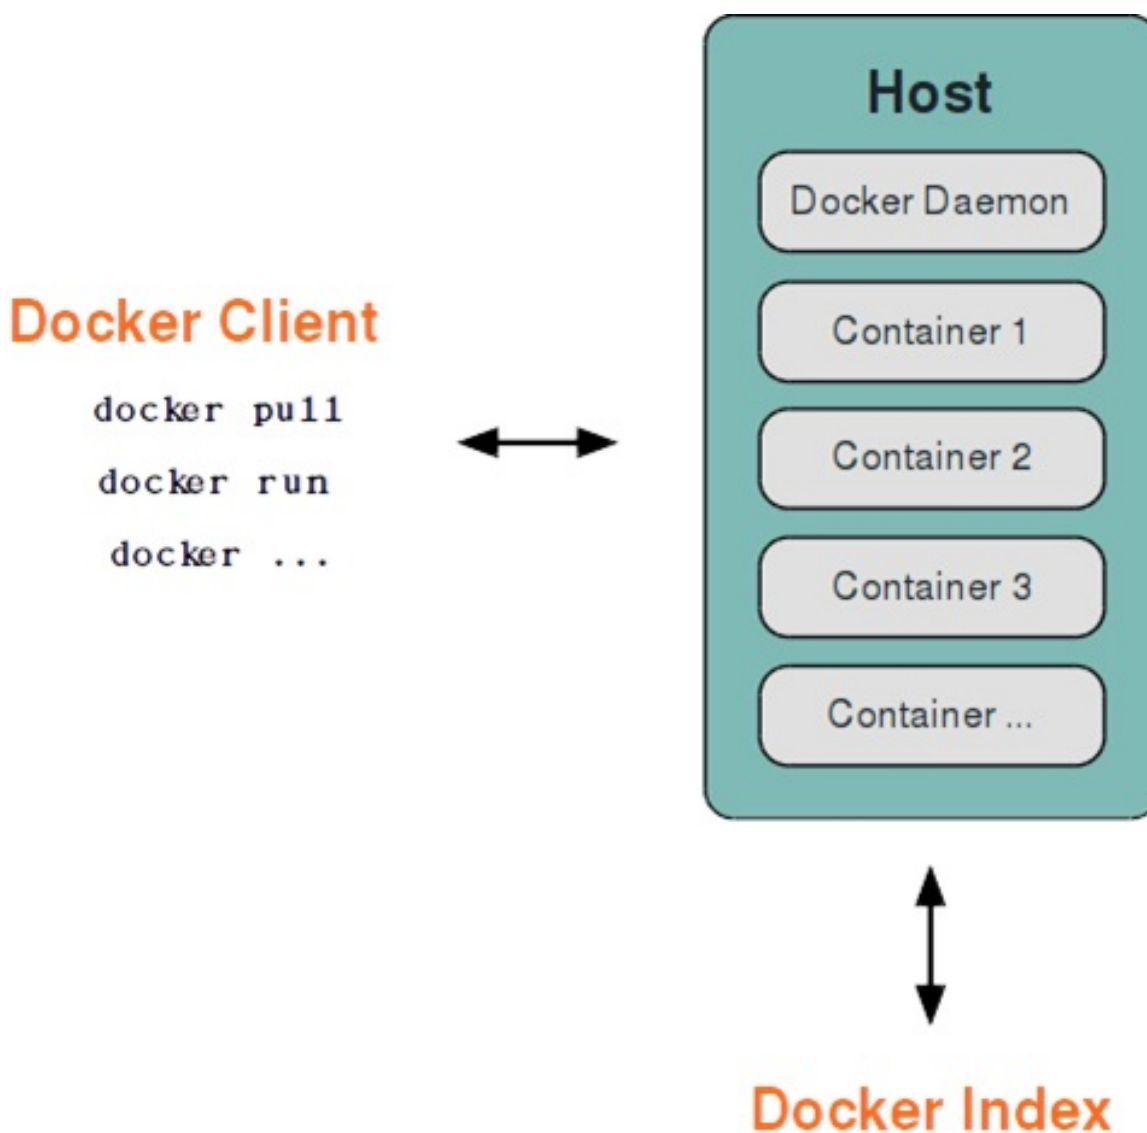 Host
Docker Daemon
Container 1
Container 2
Container 3
Container ...
Docker Client
docker pull
docker run
docker ...
Docker Index